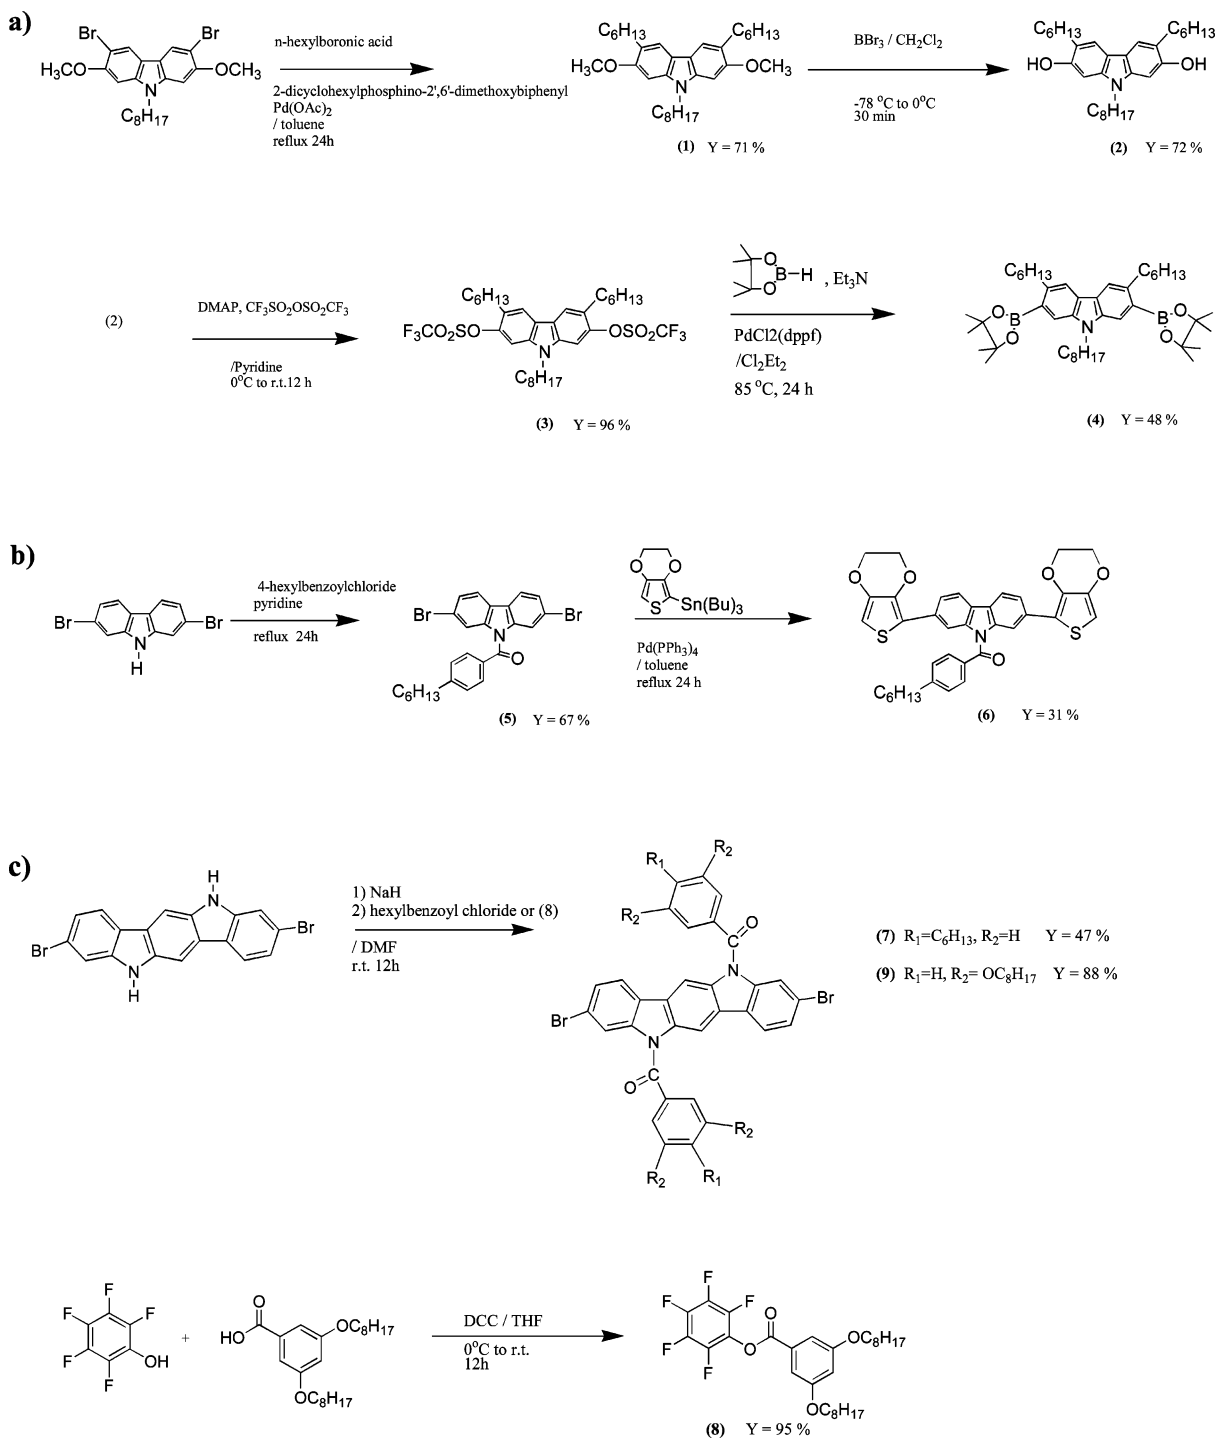 a)
Br
Br
H₃CO
OCH₃
N
C₈H₁₇
n-hexylboronic acid
2-dicyclohexylphosphino-2',6'-dimethoxybiphenyl
Pd(OAc)₂
/ toluene
reflux 24h
C₆H₁₃
C₆H₁₃
H₃CO
OCH₃
N
C₈H₁₇
(1) Y = 71 %
BBr₃ / CH₂Cl₂
-78 °C to 0°C
30 min
C₆H₁₃
C₆H₁₃
HO
OH
N
C₈H₁₇
(2) Y = 72 %
(2)
DMAP, CF₃SO₂OSO₂CF₃
/Pyridine
0°C to r.t.12 h
C₆H₁₃
C₆H₁₃
F₃CO₂SO
OSO₂CF₃
N
C₈H₁₇
(3) Y = 96 %
O
B
H
O
, Et₃N
PdCl2(dppf)
/Cl₂Et₂
85 °C, 24 h
C₆H₁₃
C₆H₁₃
O
B
O
B
O
O
N
C₈H₁₇
(4) Y = 48 %
b)
Br
Br
N
H
4-hexylbenzoylchloride
pyridine
reflux 24h
Br
Br
N
O
C₆H₁₃
(5) Y = 67 %
O
O
S
Sn(Bu)₃
Pd(PPh₃)₄
/ toluene
reflux 24 h
O
O
O
O
S
S
N
O
C₆H₁₃
(6) Y = 31 %
c)
H
N
Br
Br
N
H
1) NaH
2) hexylbenzoyl chloride or (8)
/ DMF
r.t. 12h
R₁
R₂
R₂
O
C
N
Br
Br
N
C
O
R₂
R₂
R₁
(7) R₁=C₆H₁₃, R₂=H Y = 47 %
(9) R₁=H, R₂= OC₈H₁₇ Y = 88 %
F
F
F
F
F
OH
+
O
HO
OC₈H₁₇
OC₈H₁₇
DCC / THF
0°C to r.t.
12h
F
F
F
F
F
O
O
OC₈H₁₇
OC₈H₁₇
(8) Y = 95 %